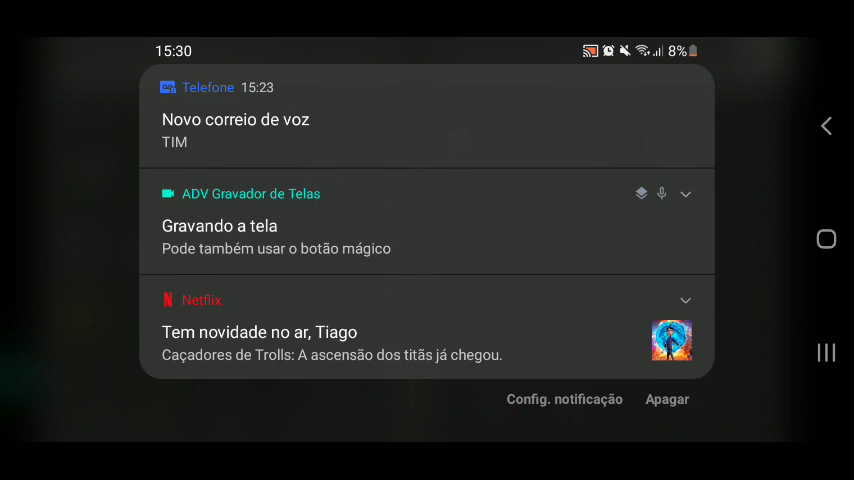 15:30
8%
Telefone 15:23
Novo correio de voz
TIM
ADV Gravador de Telas
Gravando a tela
Pode também usar o botão mágico
Netflix
Tem novidade no ar, Tiago
Caçadores de Trolls: A ascensão dos titãs já chegou.
Config. notificação
Apagar